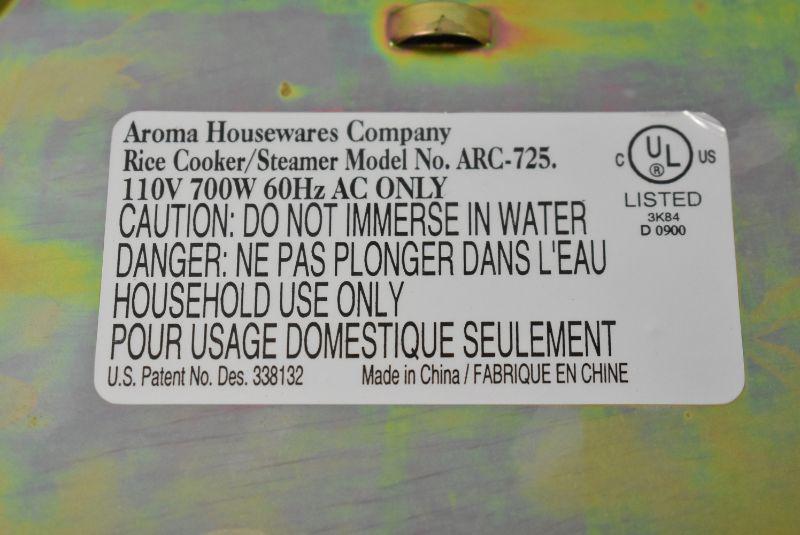 Aroma Housewares Company
Rice Cooker/Steamer Model No. ARC-725.
110V 700W 60Hz AC ONLY
CAUTION: DO NOT IMMERSE IN WATER
DANGER: NE PAS PLONGER DANS L'EAU
HOUSEHOLD USE ONLY
POUR USAGE DOMESTIQUE SEULEMENT
U.S. Patent No. Des. 338132 Made in China / FABRIQUE EN CHINE
C UL ® US
LISTED
3K84
D 0900